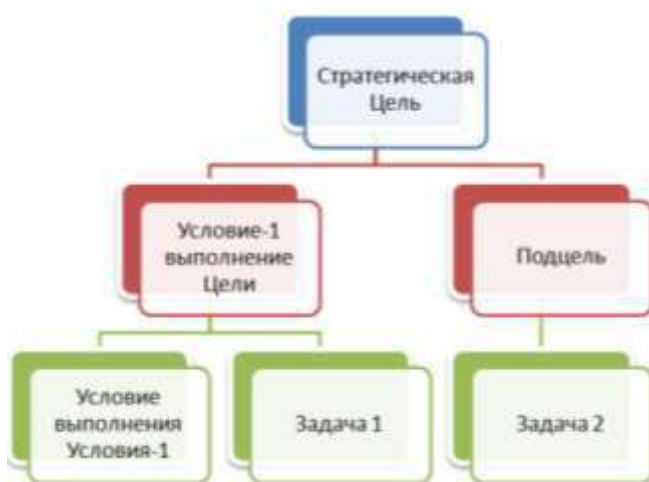 Стратегическая
Цель
Условие-1
выполнение
Цели
Подцель
Условие
выполнения
Условия-1
Задача 1
Задача 2